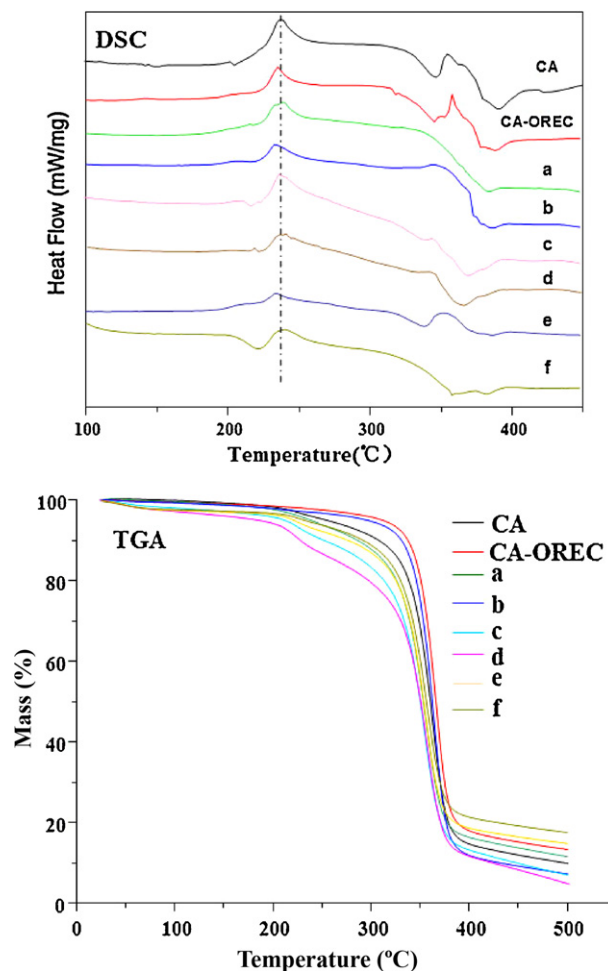 DSC
CA
CA-OREC
a
b
c
d
e
f
Heat Flow (mW/mg)
100 200 300 400
Temperature(℃)
100
80
60
40
20
0
TGA
CA
CA-OREC
a
b
c
d
e
f
Mass (%)
0 100 200 300 400 500
Temperature (ºC)